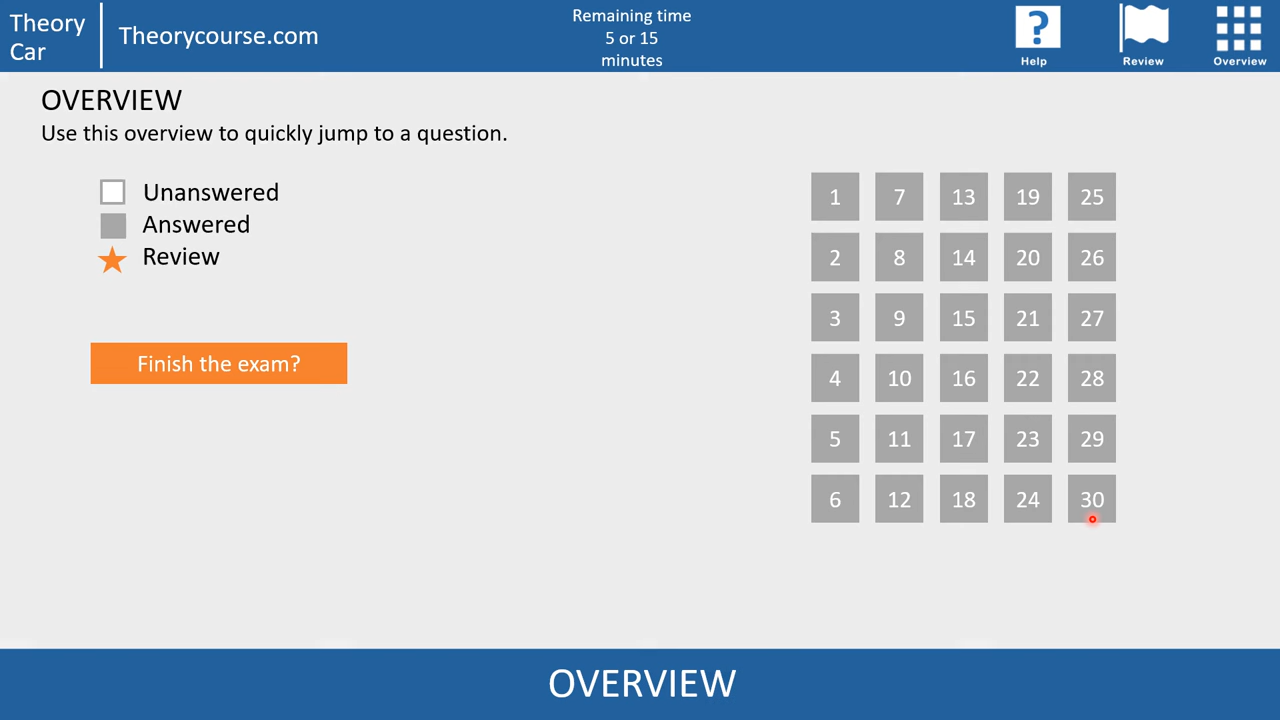 Theory
Car
Theorycourse.com
Remaining time
5 or 15
minutes
?
Help
Review
Overview
OVERVIEW
Use this overview to quickly jump to a question.
Unanswered
Answered
Review
Finish the exam?
1 7 13 19 25
2 8 14 20 26
3 9 15 21 27
4 10 16 22 28
5 11 17 23 29
6 12 18 24 30
OVERVIEW